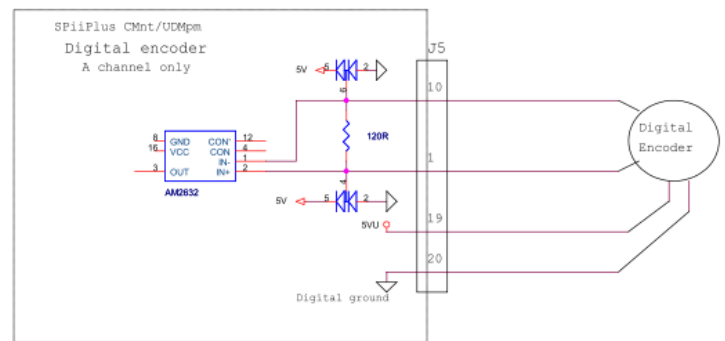 SPiiPlus CMnt/UDMpm
Digital encoder
A channel only
J5
5V
5
2
6
10
120R
Digital
Encoder
8
GND
CON'
12
16
VCC
CON
4
IN-
1
3
OUT
IN+
2
1
AM2632
4
5V
5
2
5VU
19
20
Digital ground